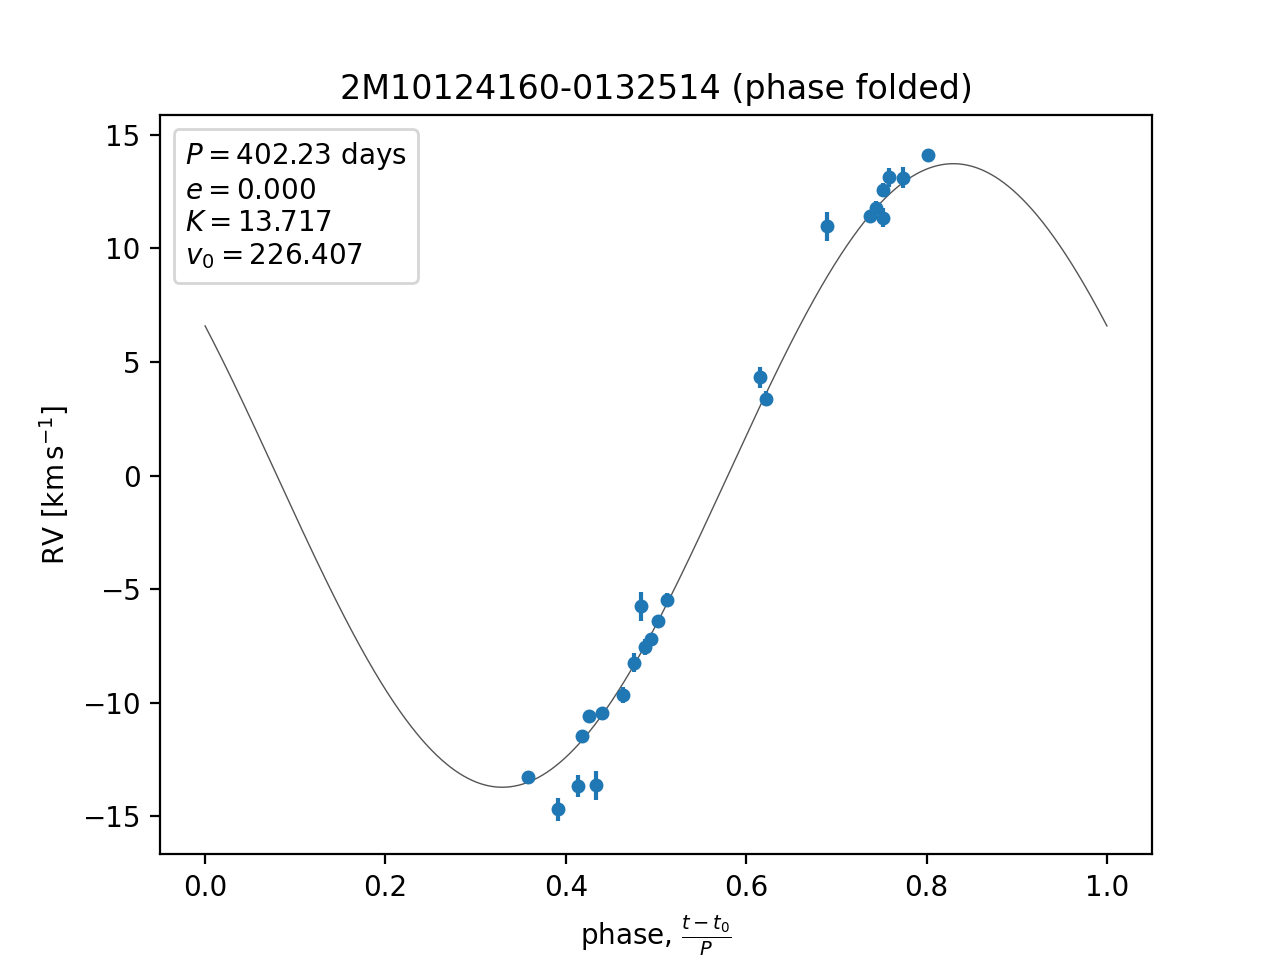 2M10124160-0132514 (phase folded)
P = 402.23 days
e = 0.000
K = 13.717
v₀ = 226.407
15
10
5
0
−5
−10
−15
RV [km s⁻¹]
0.0 0.2 0.4 0.6 0.8 1.0
phase, (t − t₀)/P